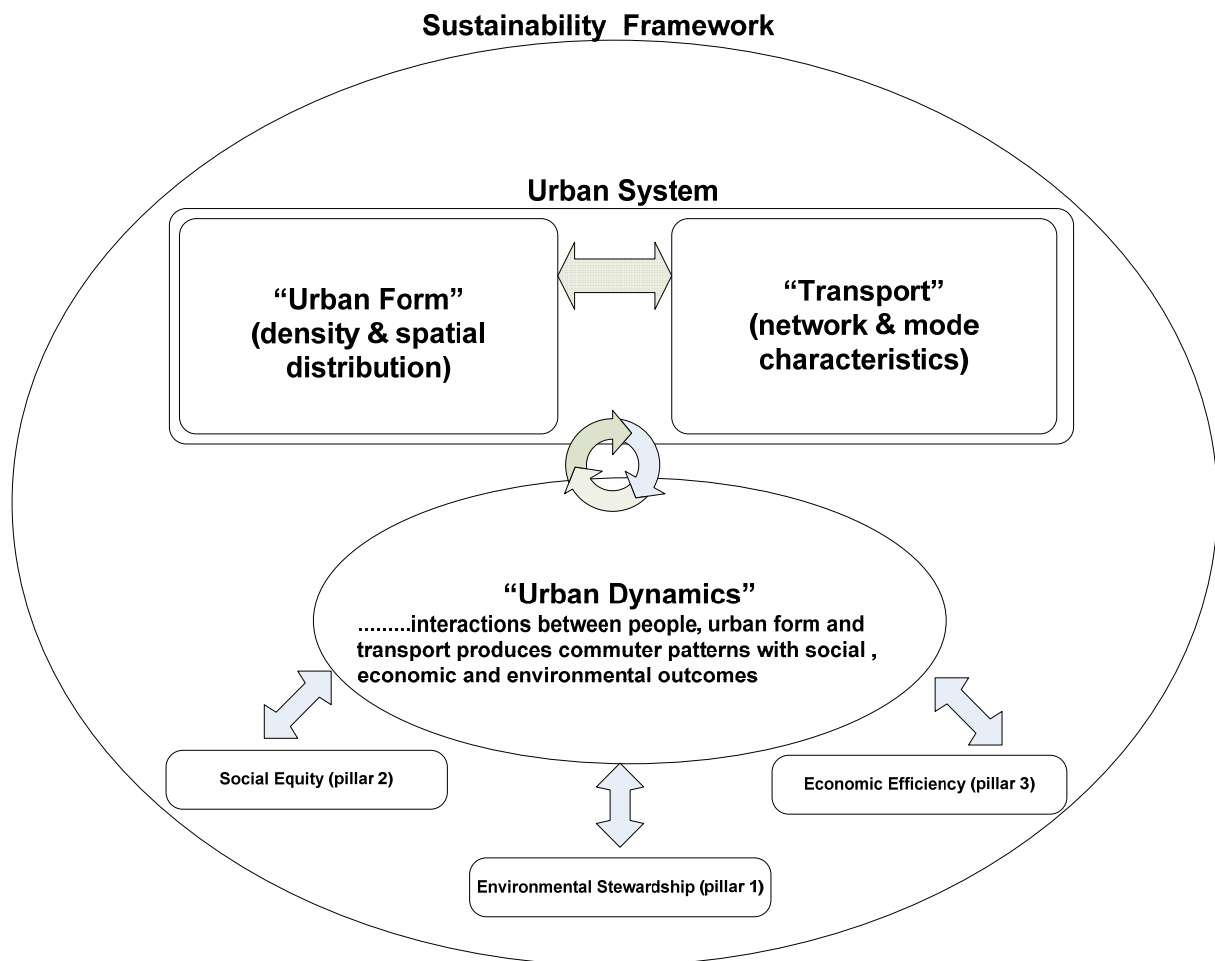 Sustainability Framework
Urban System
“Urban Form”
(density & spatial
distribution)
“Transport”
(network & mode
characteristics)
“Urban Dynamics”
.........interactions between people, urban form and
transport produces commuter patterns with social ,
economic and environmental outcomes
Social Equity (pillar 2)
Economic Efficiency (pillar 3)
Environmental Stewardship (pillar 1)